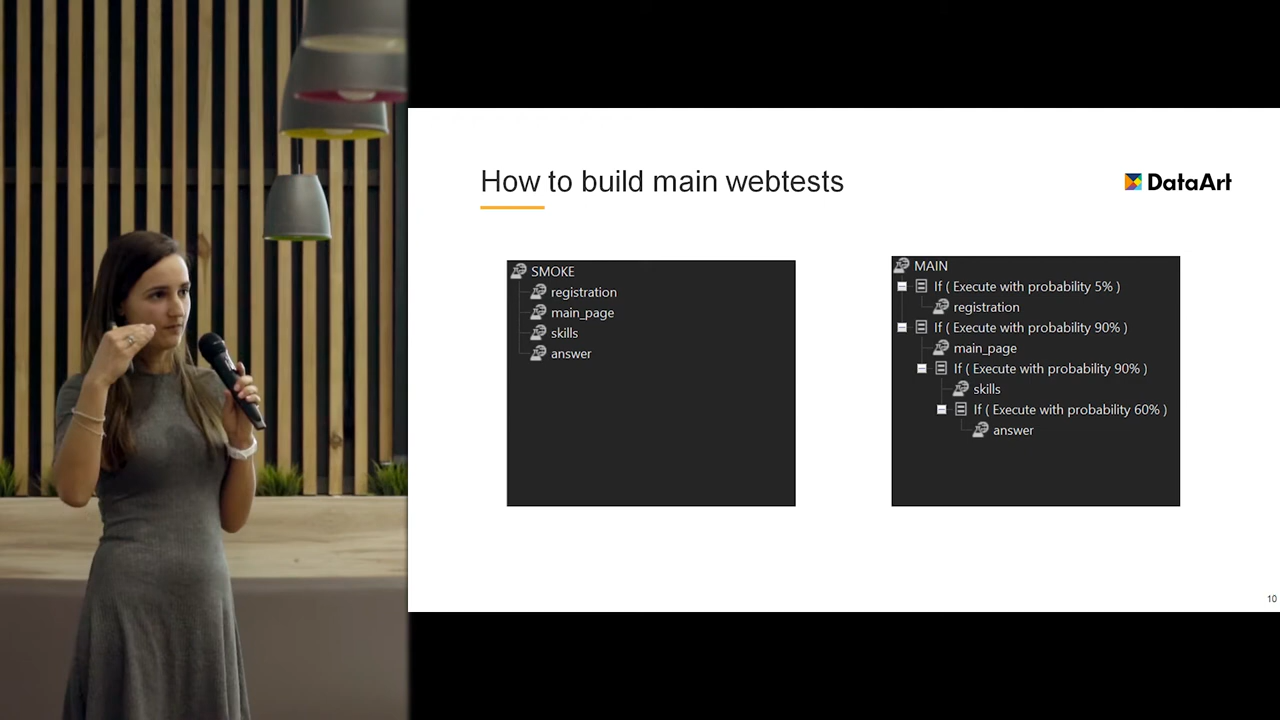 How to build main webtests
DataArt
SMOKE
registration
main_page
skills
answer
MAIN
If ( Execute with probability 5% )
registration
If ( Execute with probability 90% )
main_page
If ( Execute with probability 90% )
skills
If ( Execute with probability 60% )
answer
10